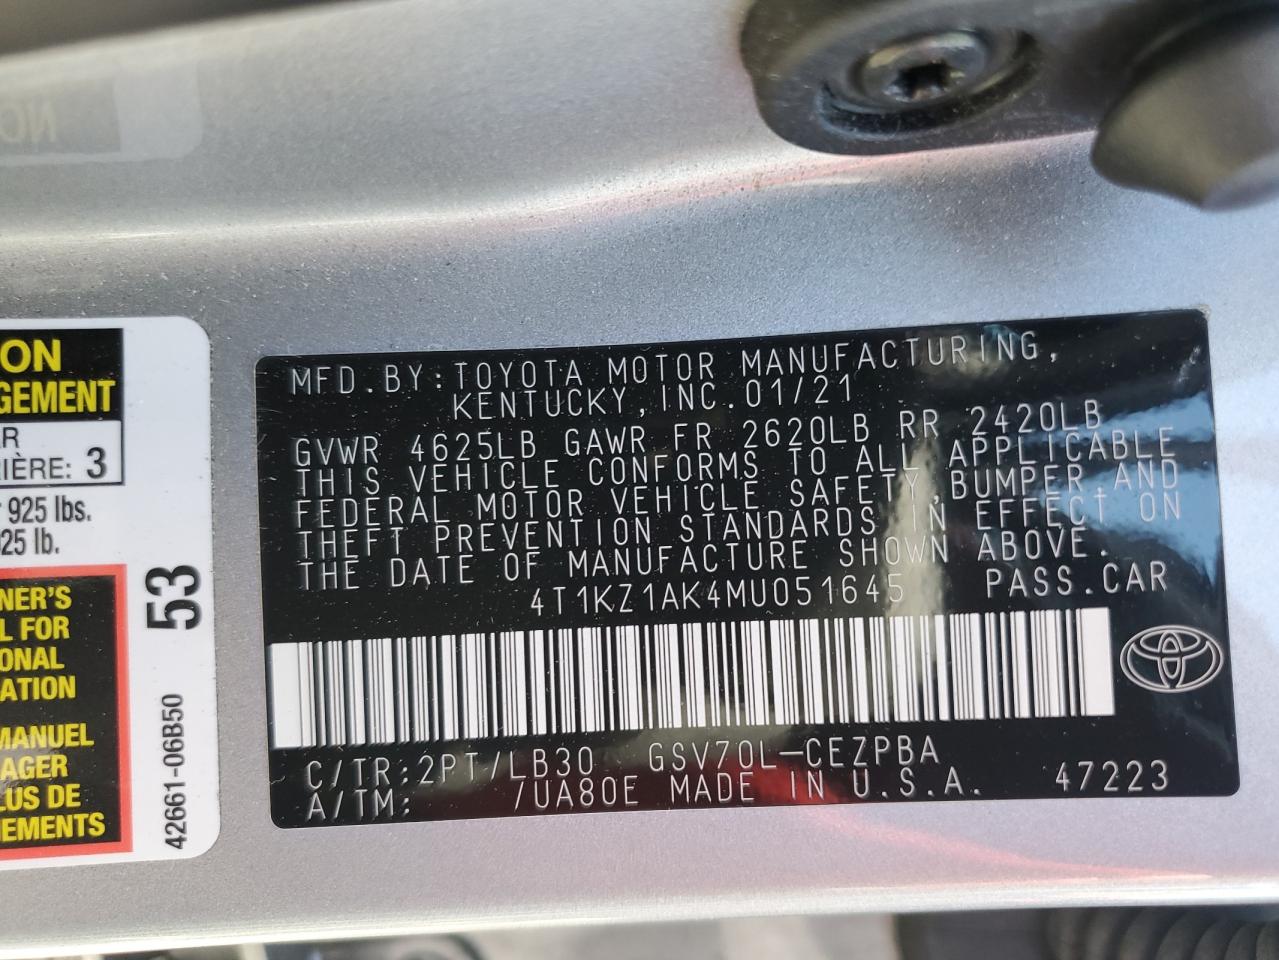 ON
GEMENT
R
IÈRE: 3
925 lbs.
25 lb.
NER'S
L FOR
ONAL
ATION
MANUEL
AGER
LUS DE
EMENTS
53
42661-06B50
MFD.BY:TOYOTA MOTOR MANUFACTURING,
KENTUCKY,INC.01/21
GVWR 4625LB GAWR FR 2620LB RR 2420LB
THIS VEHICLE CONFORMS TO ALL APPLICABLE
FEDERAL MOTOR VEHICLE SAFETY,BUMPER,AND
THEFT PREVENTION STANDARDS IN EFFECT ON
THE DATE OF MANUFACTURE SHOWN ABOVE.
4T1KZ1AK4MU051645 PASS.CAR
C/TR:2PT/LB30 GSV70L-CEZPBA
A/TM: /UA80E MADE IN U.S.A. 47223